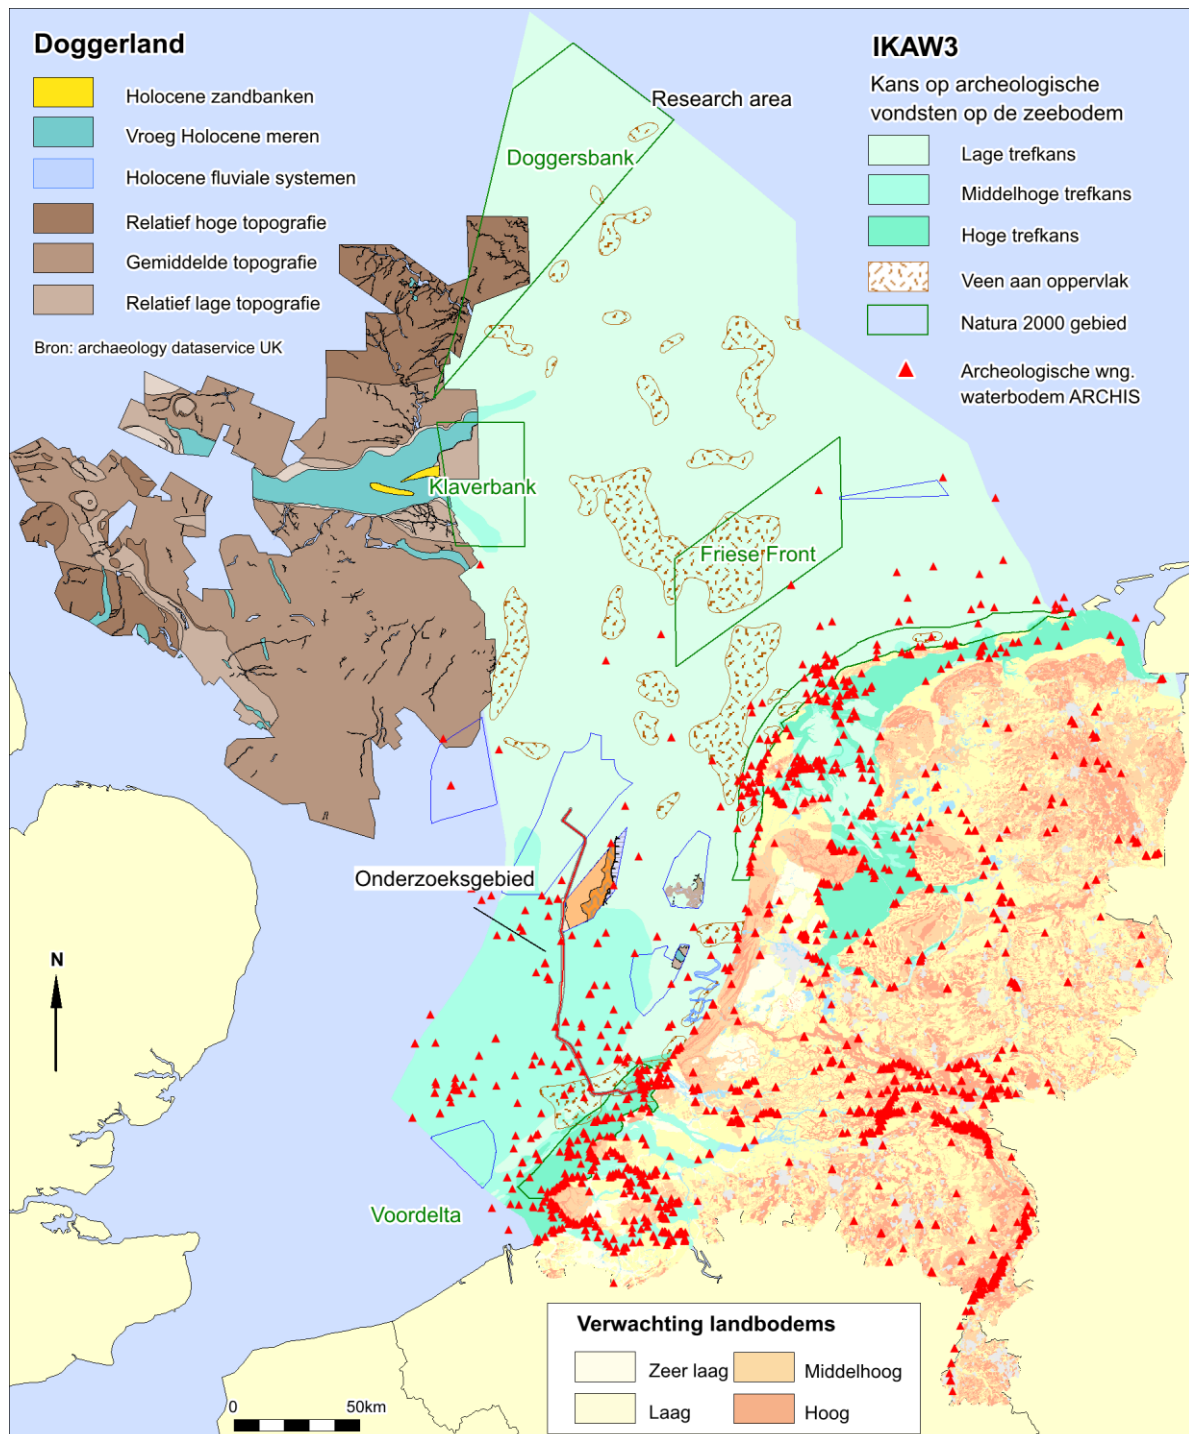 Doggerland
Holocene zandbanken
Vroeg Holocene meren
Holocene fluviale systemen
Relatief hoge topografie
Gemiddelde topografie
Relatief lage topografie
Bron: archaeology dataservice UK
IKAW3
Kans op archeologische
vondsten op de zeebodem
Lage trefkans
Middelhoge trefkans
Hoge trefkans
Veen aan oppervlak
Natura 2000 gebied
Archeologische wng.
waterbodem ARCHIS
Research area
Doggersbank
Klaverbank
Friese Front
Onderzoeksgebied
N
Voordelta
Verwachting landbodems
Zeer laag
Middelhoog
Laag
Hoog
0
50km